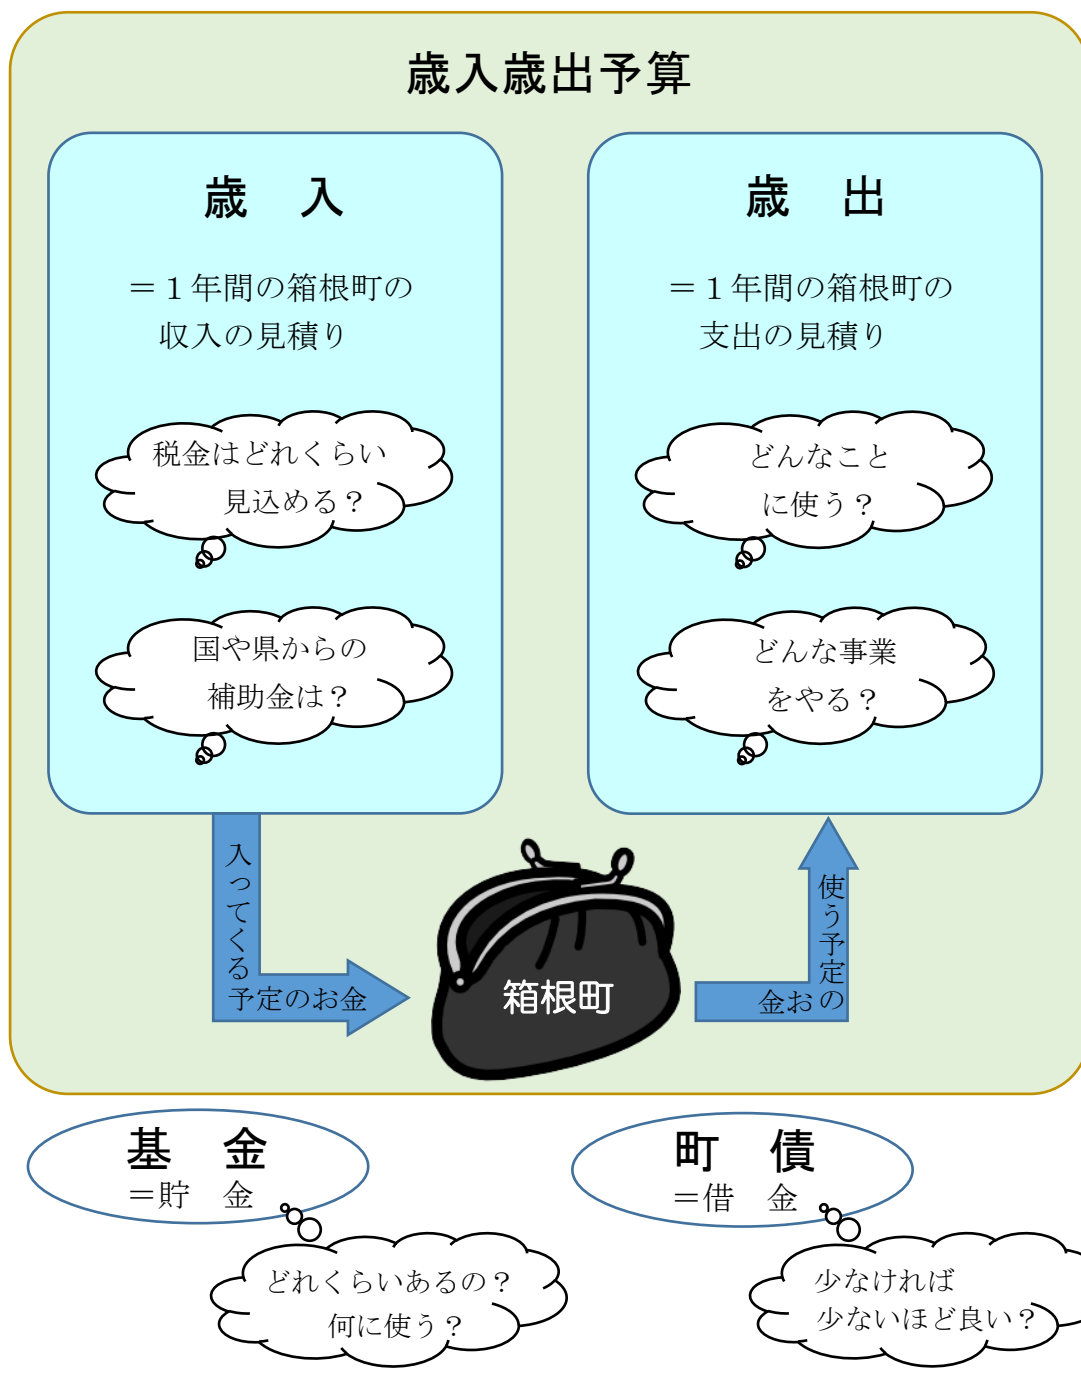 歳入歳出予算
歳　入
＝１年間の箱根町の
収入の見積り
税金はどれくらい
見込める？
国や県からの
補助金は？
歳　出
＝１年間の箱根町の
支出の見積り
どんなこと
に使う？
どんな事業
をやる？
入ってくる
予定のお金
箱根町
使う予定の
お金
基　金
＝貯　金
どれくらいあるの？
何に使う？
町　債
＝借　金
少なければ
少ないほど良い？